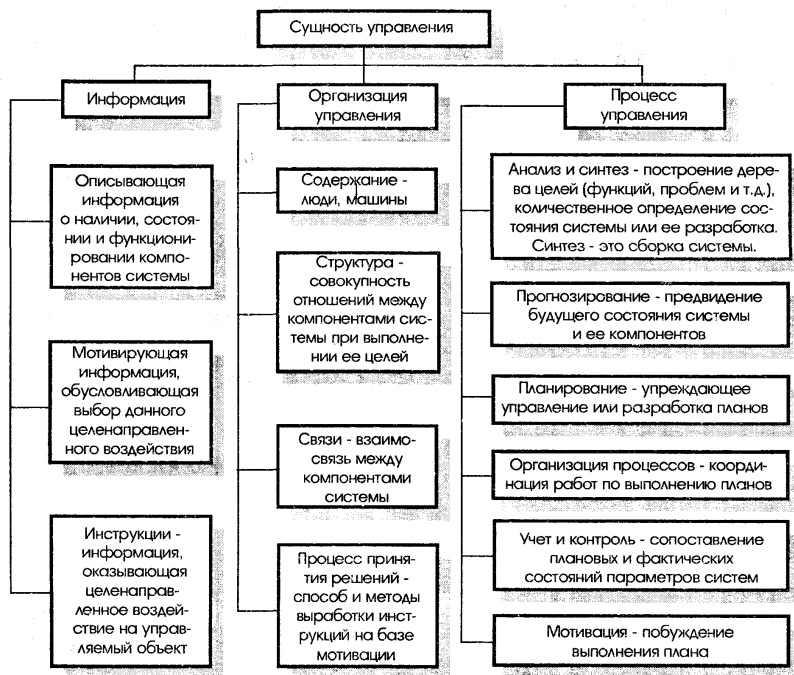 Сущность управления
Информация
Описывающая
информация
о наличии, состоя-
нии и функциони-
ровании компо-
нентов системы
Мотивирующая
информация,
обусловливающая
выбор данного
целенаправлен-
ного воздействия
Инструкции -
информация,
оказывающая
целенаправ-
ленное воздей-
ствие на управ-
ляемый объект
Организация
управления
Содержание -
люди, машины
Структура -
совокупность
отношений между
компонентами сис-
темы при выполне-
нии ее целей
Связи - взаимо-
связь между
компонентами
системы
Процесс приня-
тия решений -
способ и методы
выработки инст-
рукций на базе
мотивации
Процесс
управления
Анализ и синтез - построение дере-
ва целей (функций, проблем и т.д.),
количественное определение сос-
тояния системы или ее разработка.
Синтез - это сборка системы.
Прогнозирование - предвидение
будущего состояния системы
и ее компонентов
Планирование - упреждающее
управление или разработка планов
Организация процессов - коорди-
нация работ по выполнению планов
Учет и контроль - сопоставление
плановых и фактических
состояний параметров систем
Мотивация - побуждение
выполнения плана